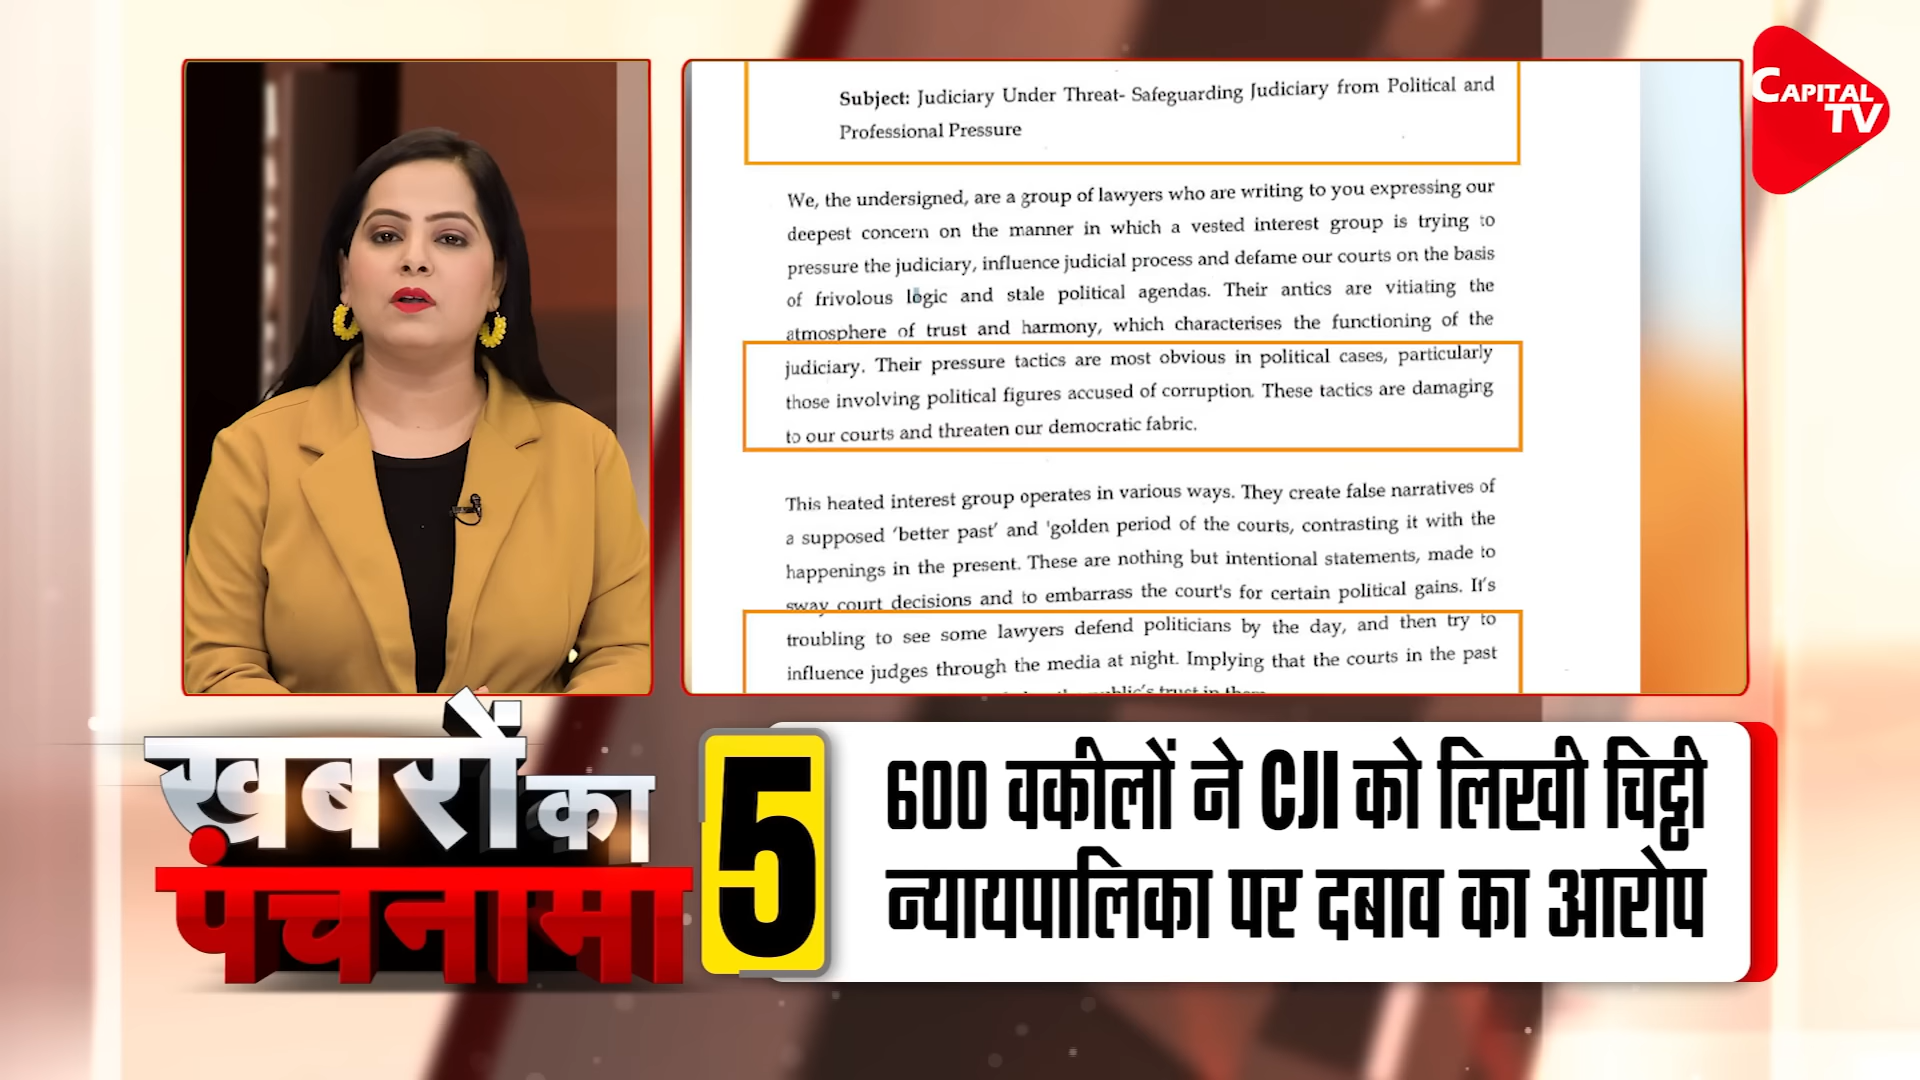 Subject: Judiciary Under Threat- Safeguarding Judiciary from Political and
Professional Pressure
We, the undersigned, are a group of lawyers who are writing to you expressing our
deepest concern on the manner in which a vested interest group is trying to
pressure the judiciary, influence judicial process and defame our courts on the basis
of frivolous logic and stale political agendas. Their antics are vitiating the
atmosphere of trust and harmony, which characterises the functioning of the
judiciary. Their pressure tactics are most obvious in political cases, particularly
those involving political figures accused of corruption. These tactics are damaging
to our courts and threaten our democratic fabric.
This heated interest group operates in various ways. They create false narratives of
a supposed 'better past' and 'golden period of the courts, contrasting it with the
happenings in the present. These are nothing but intentional statements, made to
sway court decisions and to embarrass the court's for certain political gains. It's
troubling to see some lawyers defend politicians by the day, and then try to
influence judges through the media at night. Implying that the courts in the past
public's trust in them
CAPITAL
TV
खबरों का
पंचनामा
5
600 वकीलों ने CJI को लिखी चिट्ठी
न्यायपालिका पर दबाव का आरोप